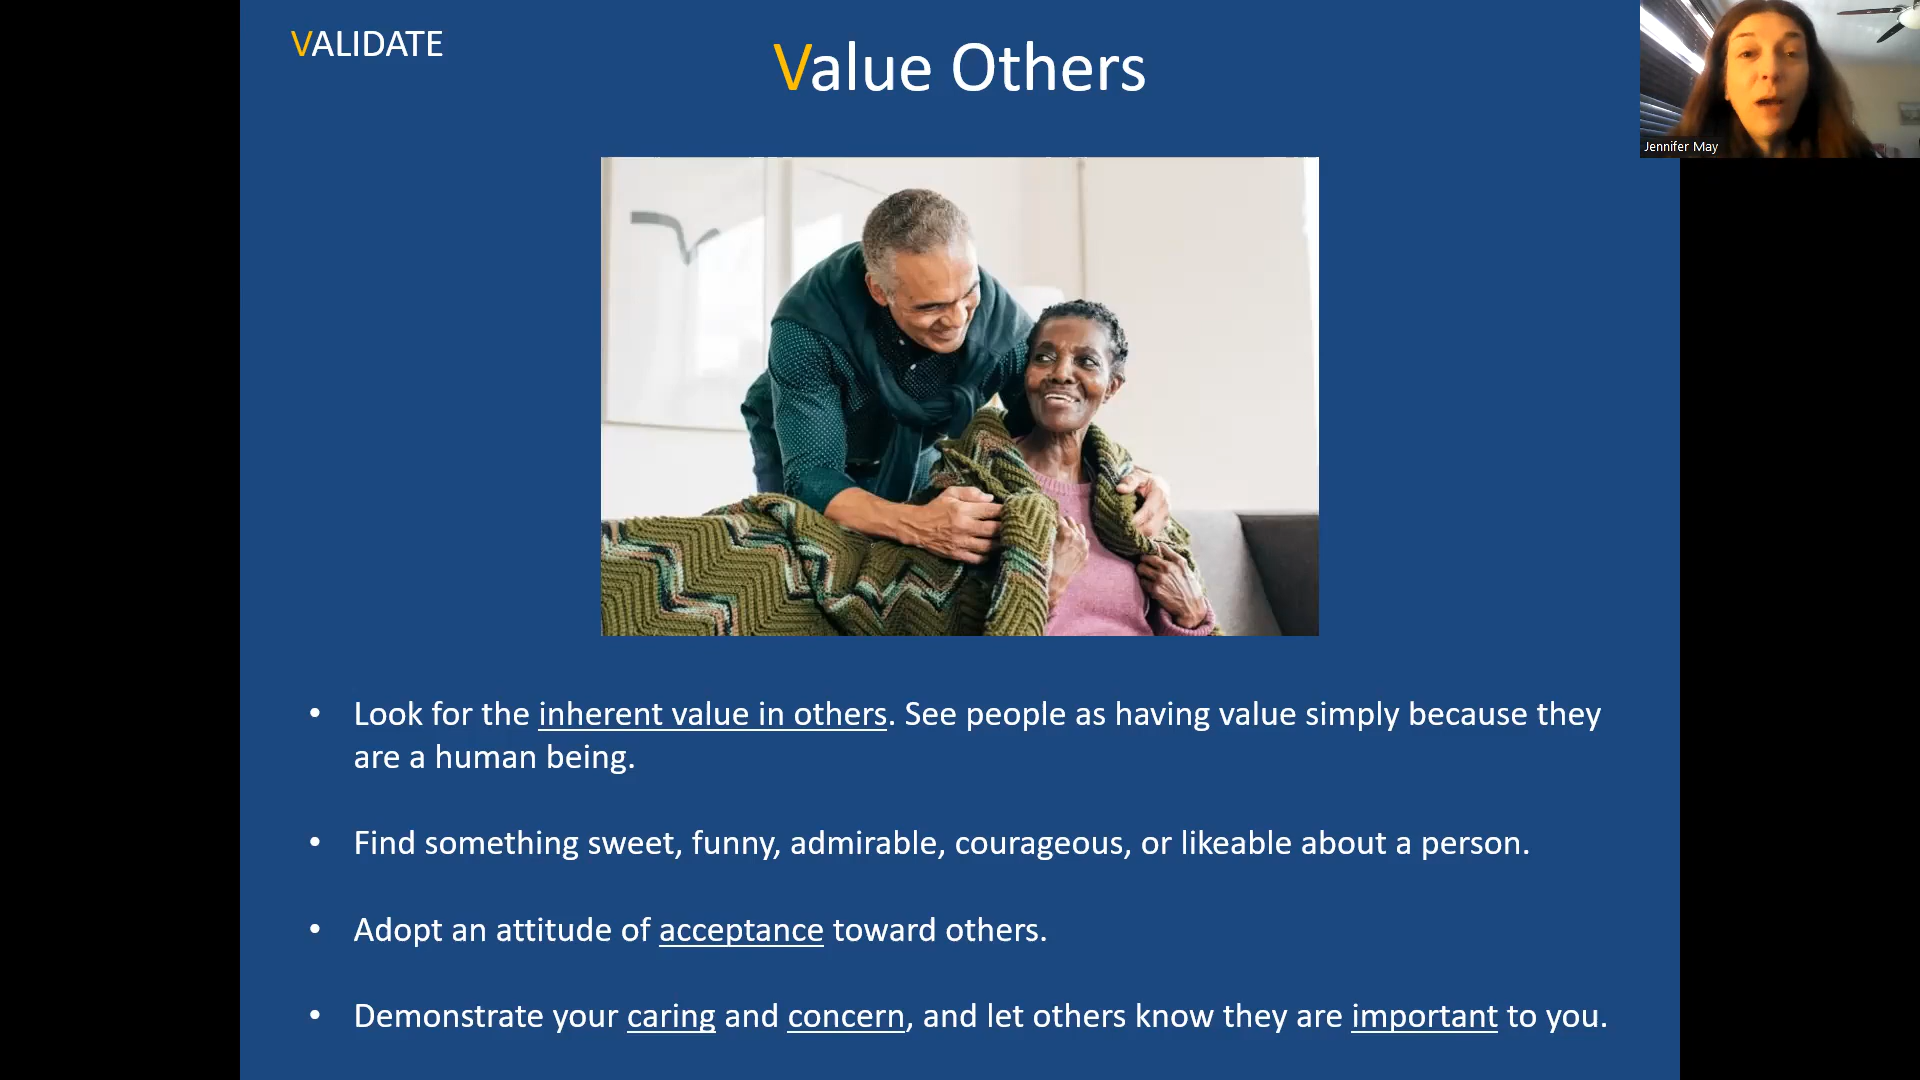 VALIDATE
Value Others
Jennifer May
• Look for the inherent value in others. See people as having value simply because they
are a human being.
• Find something sweet, funny, admirable, courageous, or likeable about a person.
• Adopt an attitude of acceptance toward others.
• Demonstrate your caring and concern, and let others know they are important to you.